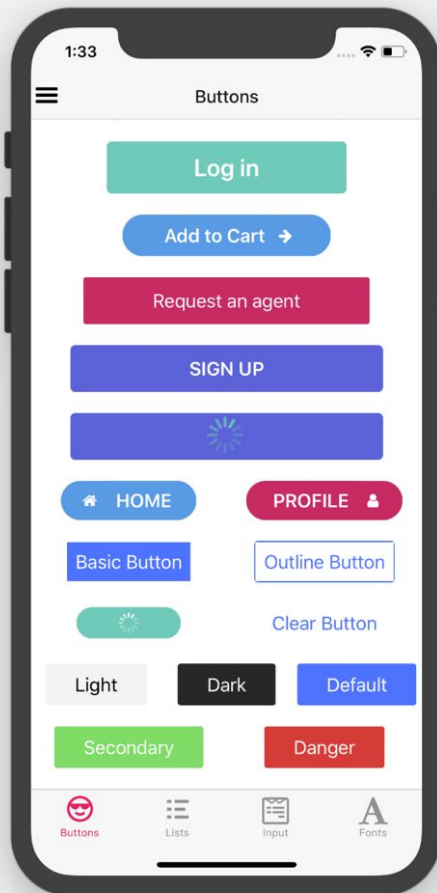 1:33
Buttons
Log in
Add to Cart
Request an agent
SIGN UP
HOME PROFILE
Basic Button Outline Button
Clear Button
Light Dark Default
Secondary Danger
Buttons Lists Input Fonts